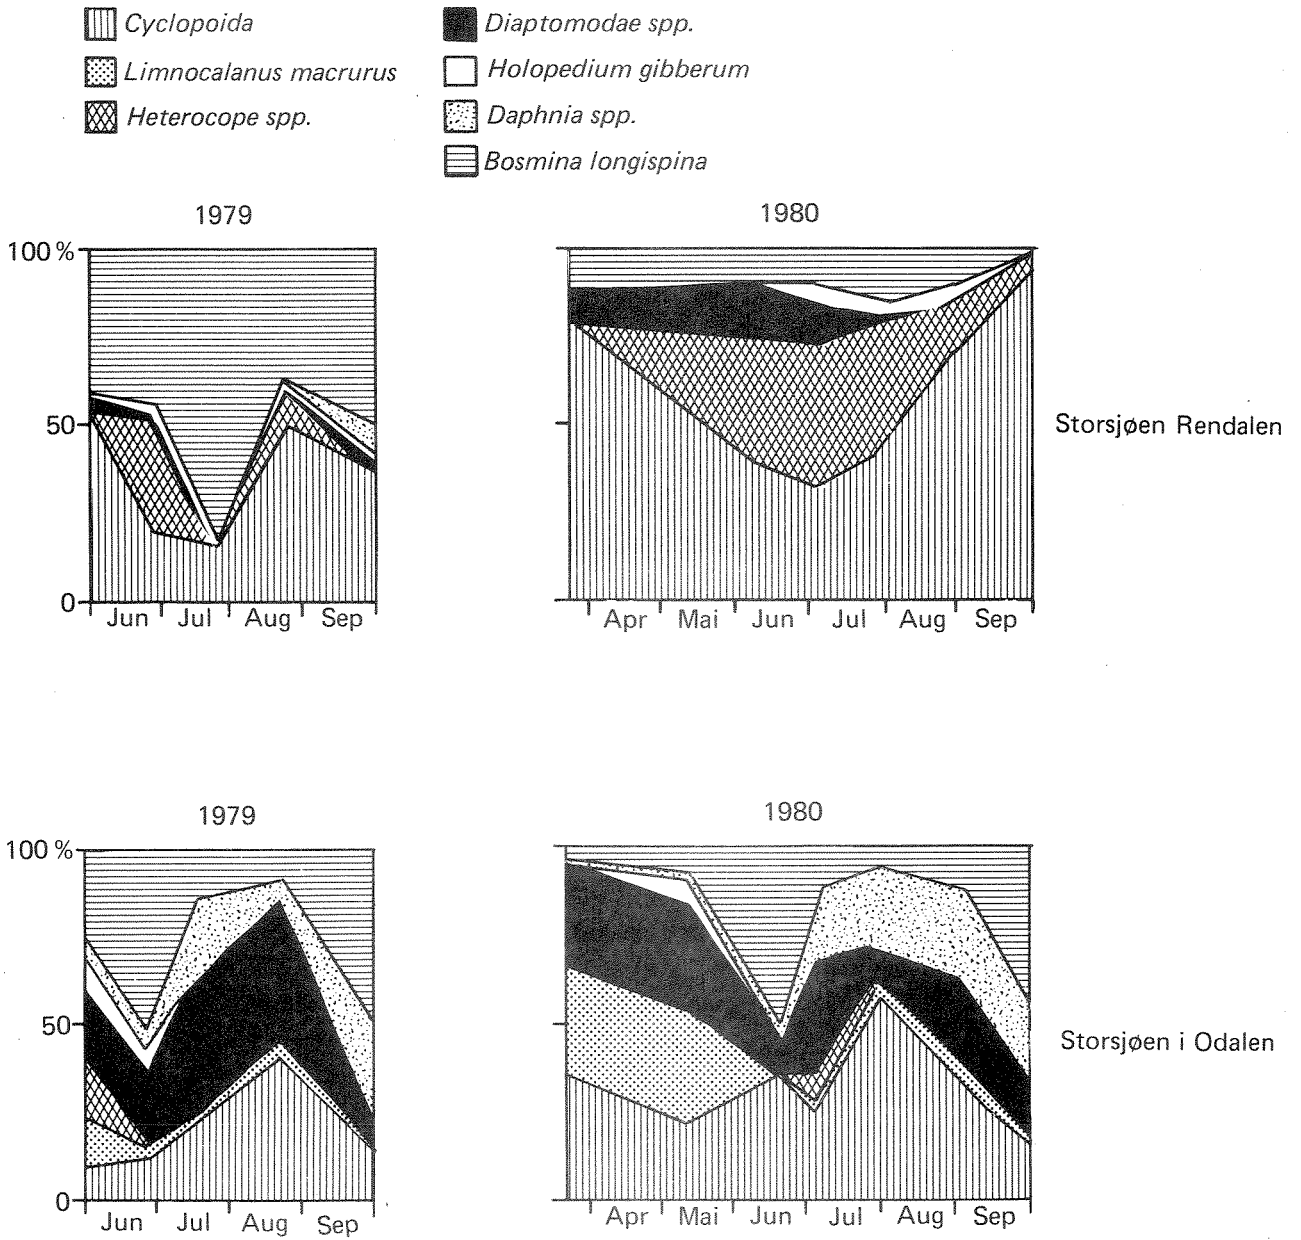 Cyclopoida
Limnocalanus macrurus
Heterocope spp.
Diaptomodae spp.
Holopedium gibberum
Daphnia spp.
Bosmina longispina
1979
100 %
50
0
Jun Jul Aug Sep
1980
Apr Mai Jun Jul Aug Sep
Storsjøen Rendalen
1979
100 %
50
0
Jun Jul Aug Sep
1980
Apr Mai Jun Jul Aug Sep
Storsjøen i Odalen